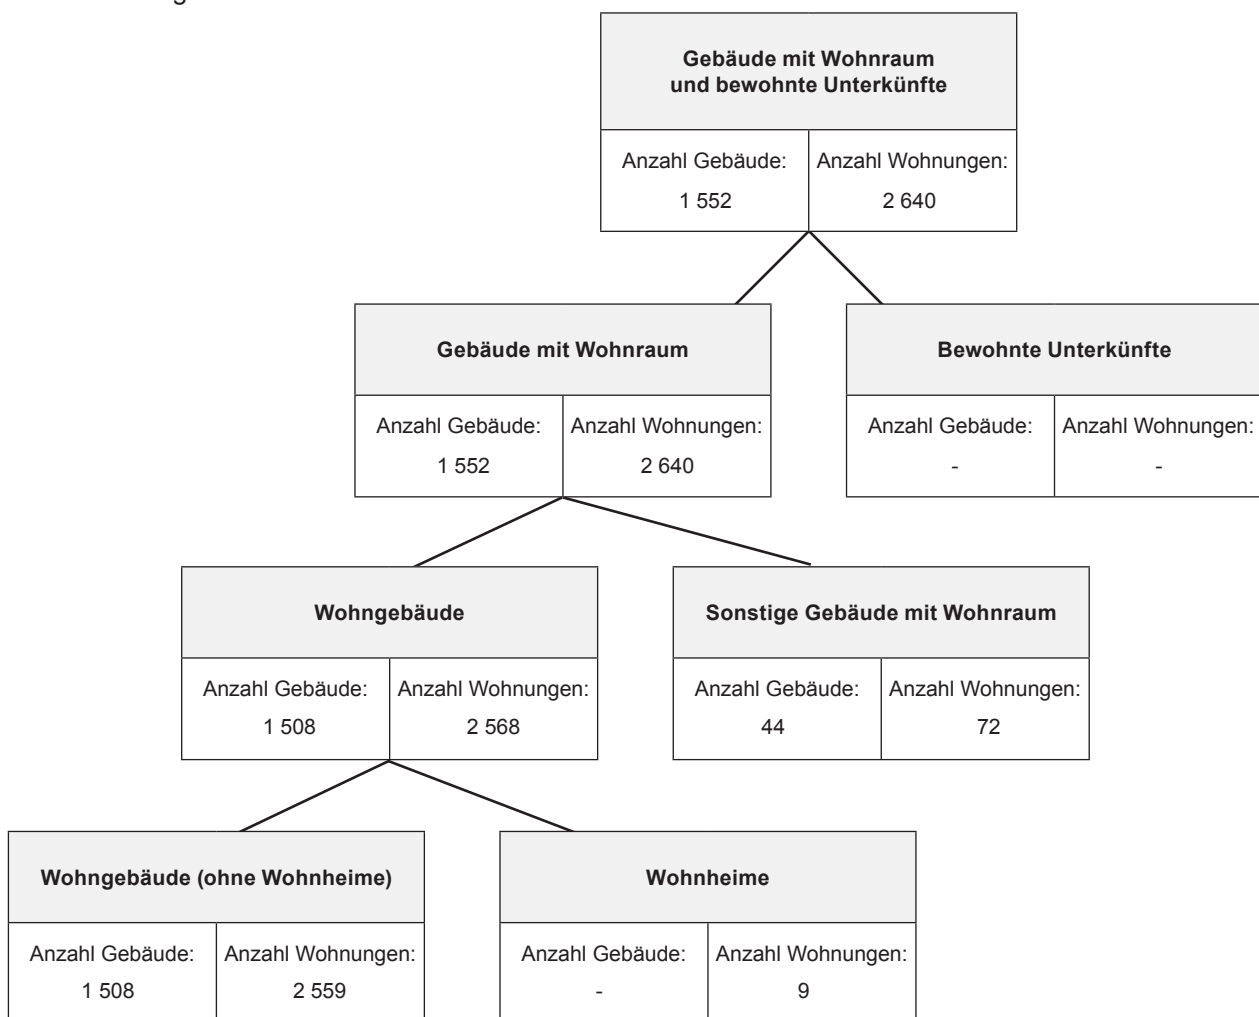 Gebäude mit Wohnraum
und bewohnte Unterkünfte
Anzahl Gebäude: Anzahl Wohnungen:
1 552 2 640
Gebäude mit Wohnraum
Anzahl Gebäude: Anzahl Wohnungen:
1 552 2 640
Bewohnte Unterkünfte
Anzahl Gebäude: Anzahl Wohnungen:
- -
Wohngebäude
Anzahl Gebäude: Anzahl Wohnungen:
1 508 2 568
Sonstige Gebäude mit Wohnraum
Anzahl Gebäude: Anzahl Wohnungen:
44 72
Wohngebäude (ohne Wohnheime)
Anzahl Gebäude: Anzahl Wohnungen:
1 508 2 559
Wohnheime
Anzahl Gebäude: Anzahl Wohnungen:
- 9